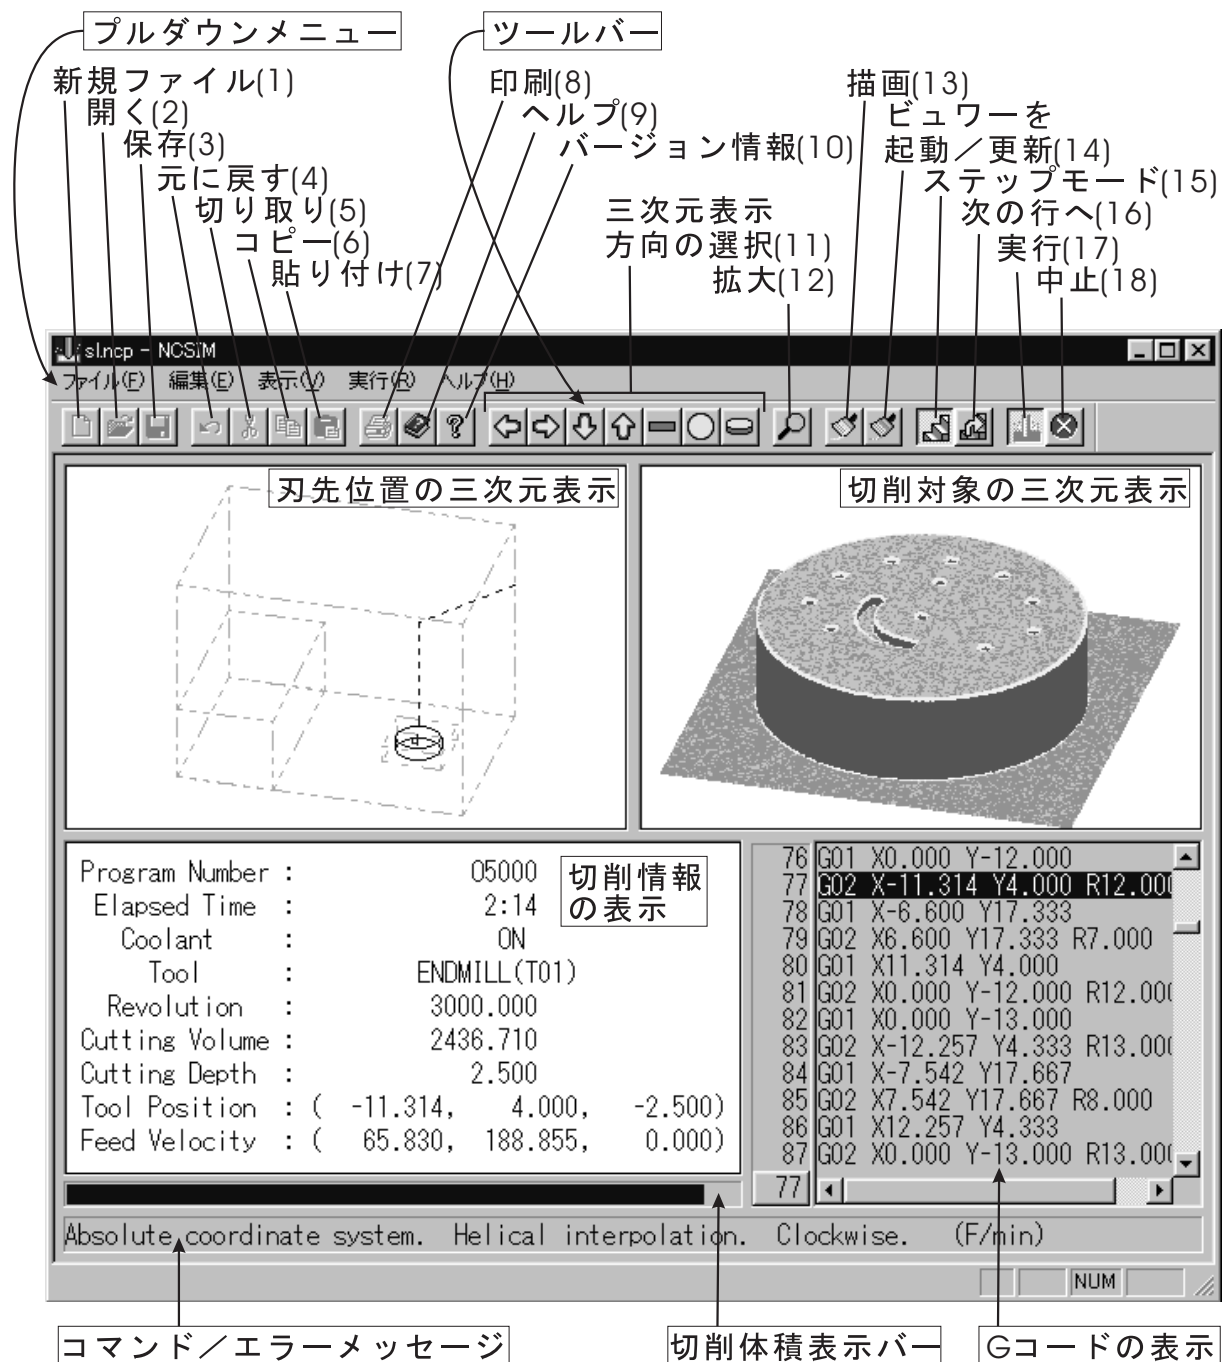 プルダウンメニュー
ツールバー
新規ファイル(1)
開く(2)
保存(3)
元に戻す(4)
切り取り(5)
コピー(6)
貼り付け(7)
印刷(8)
ヘルプ(9)
バージョン情報(10)
三次元表示
方向の選択(11)
拡大(12)
描画(13)
ビュワーを
起動／更新(14)
ステップモード(15)
次の行へ(16)
実行(17)
中止(18)
sl.ncp - NCSIM
ファイル(F) 編集(E) 表示(V) 実行(R) ヘルプ(H)
刃先位置の三次元表示
切削対象の三次元表示
切削情報
の表示
Program Number : O5000
Elapsed Time : 2:14
Coolant : ON
Tool : ENDMILL(T01)
Revolution : 3000.000
Cutting Volume : 2436.710
Cutting Depth : 2.500
Tool Position : ( -11.314, 4.000, -2.500)
Feed Velocity : ( 65.830, 188.855, 0.000)
76 G01 X0.000 Y-12.000
77 G02 X-11.314 Y4.000 R12.000
78 G01 X-6.600 Y17.333
79 G02 X6.600 Y17.333 R7.000
80 G01 X11.314 Y4.000
81 G02 X0.000 Y-12.000 R12.000
82 G01 X0.000 Y-13.000
83 G02 X-12.257 Y4.333 R13.000
84 G01 X-7.542 Y17.667
85 G02 X7.542 Y17.667 R8.000
86 G01 X12.257 Y4.333
87 G02 X0.000 Y-13.000 R13.000
77
Absolute coordinate system. Helical interpolation. Clockwise. (F/min)
NUM
コマンド／エラーメッセージ
切削体積表示バー
Gコードの表示